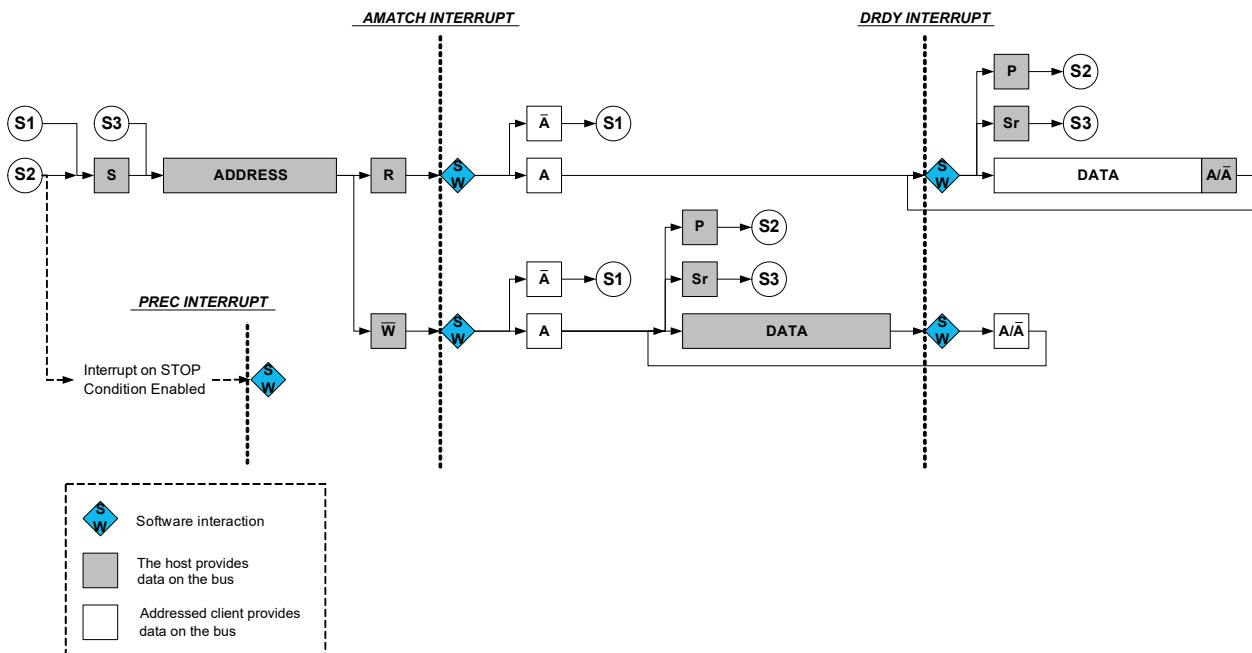 AMATCH INTERRUPT
DRDY INTERRUPT
P
S2
S1
S3
A̅
S1
Sr
S3
S2
S
ADDRESS
R
S
W
A
S
W
DATA
A/A̅
P
S2
A̅
S1
Sr
S3
PREC INTERRUPT
W̅
S
W
A
DATA
S
W
A/A̅
Interrupt on STOP
Condition Enabled
S
W
S
W
Software interaction
The host provides
data on the bus
Addressed client provides
data on the bus